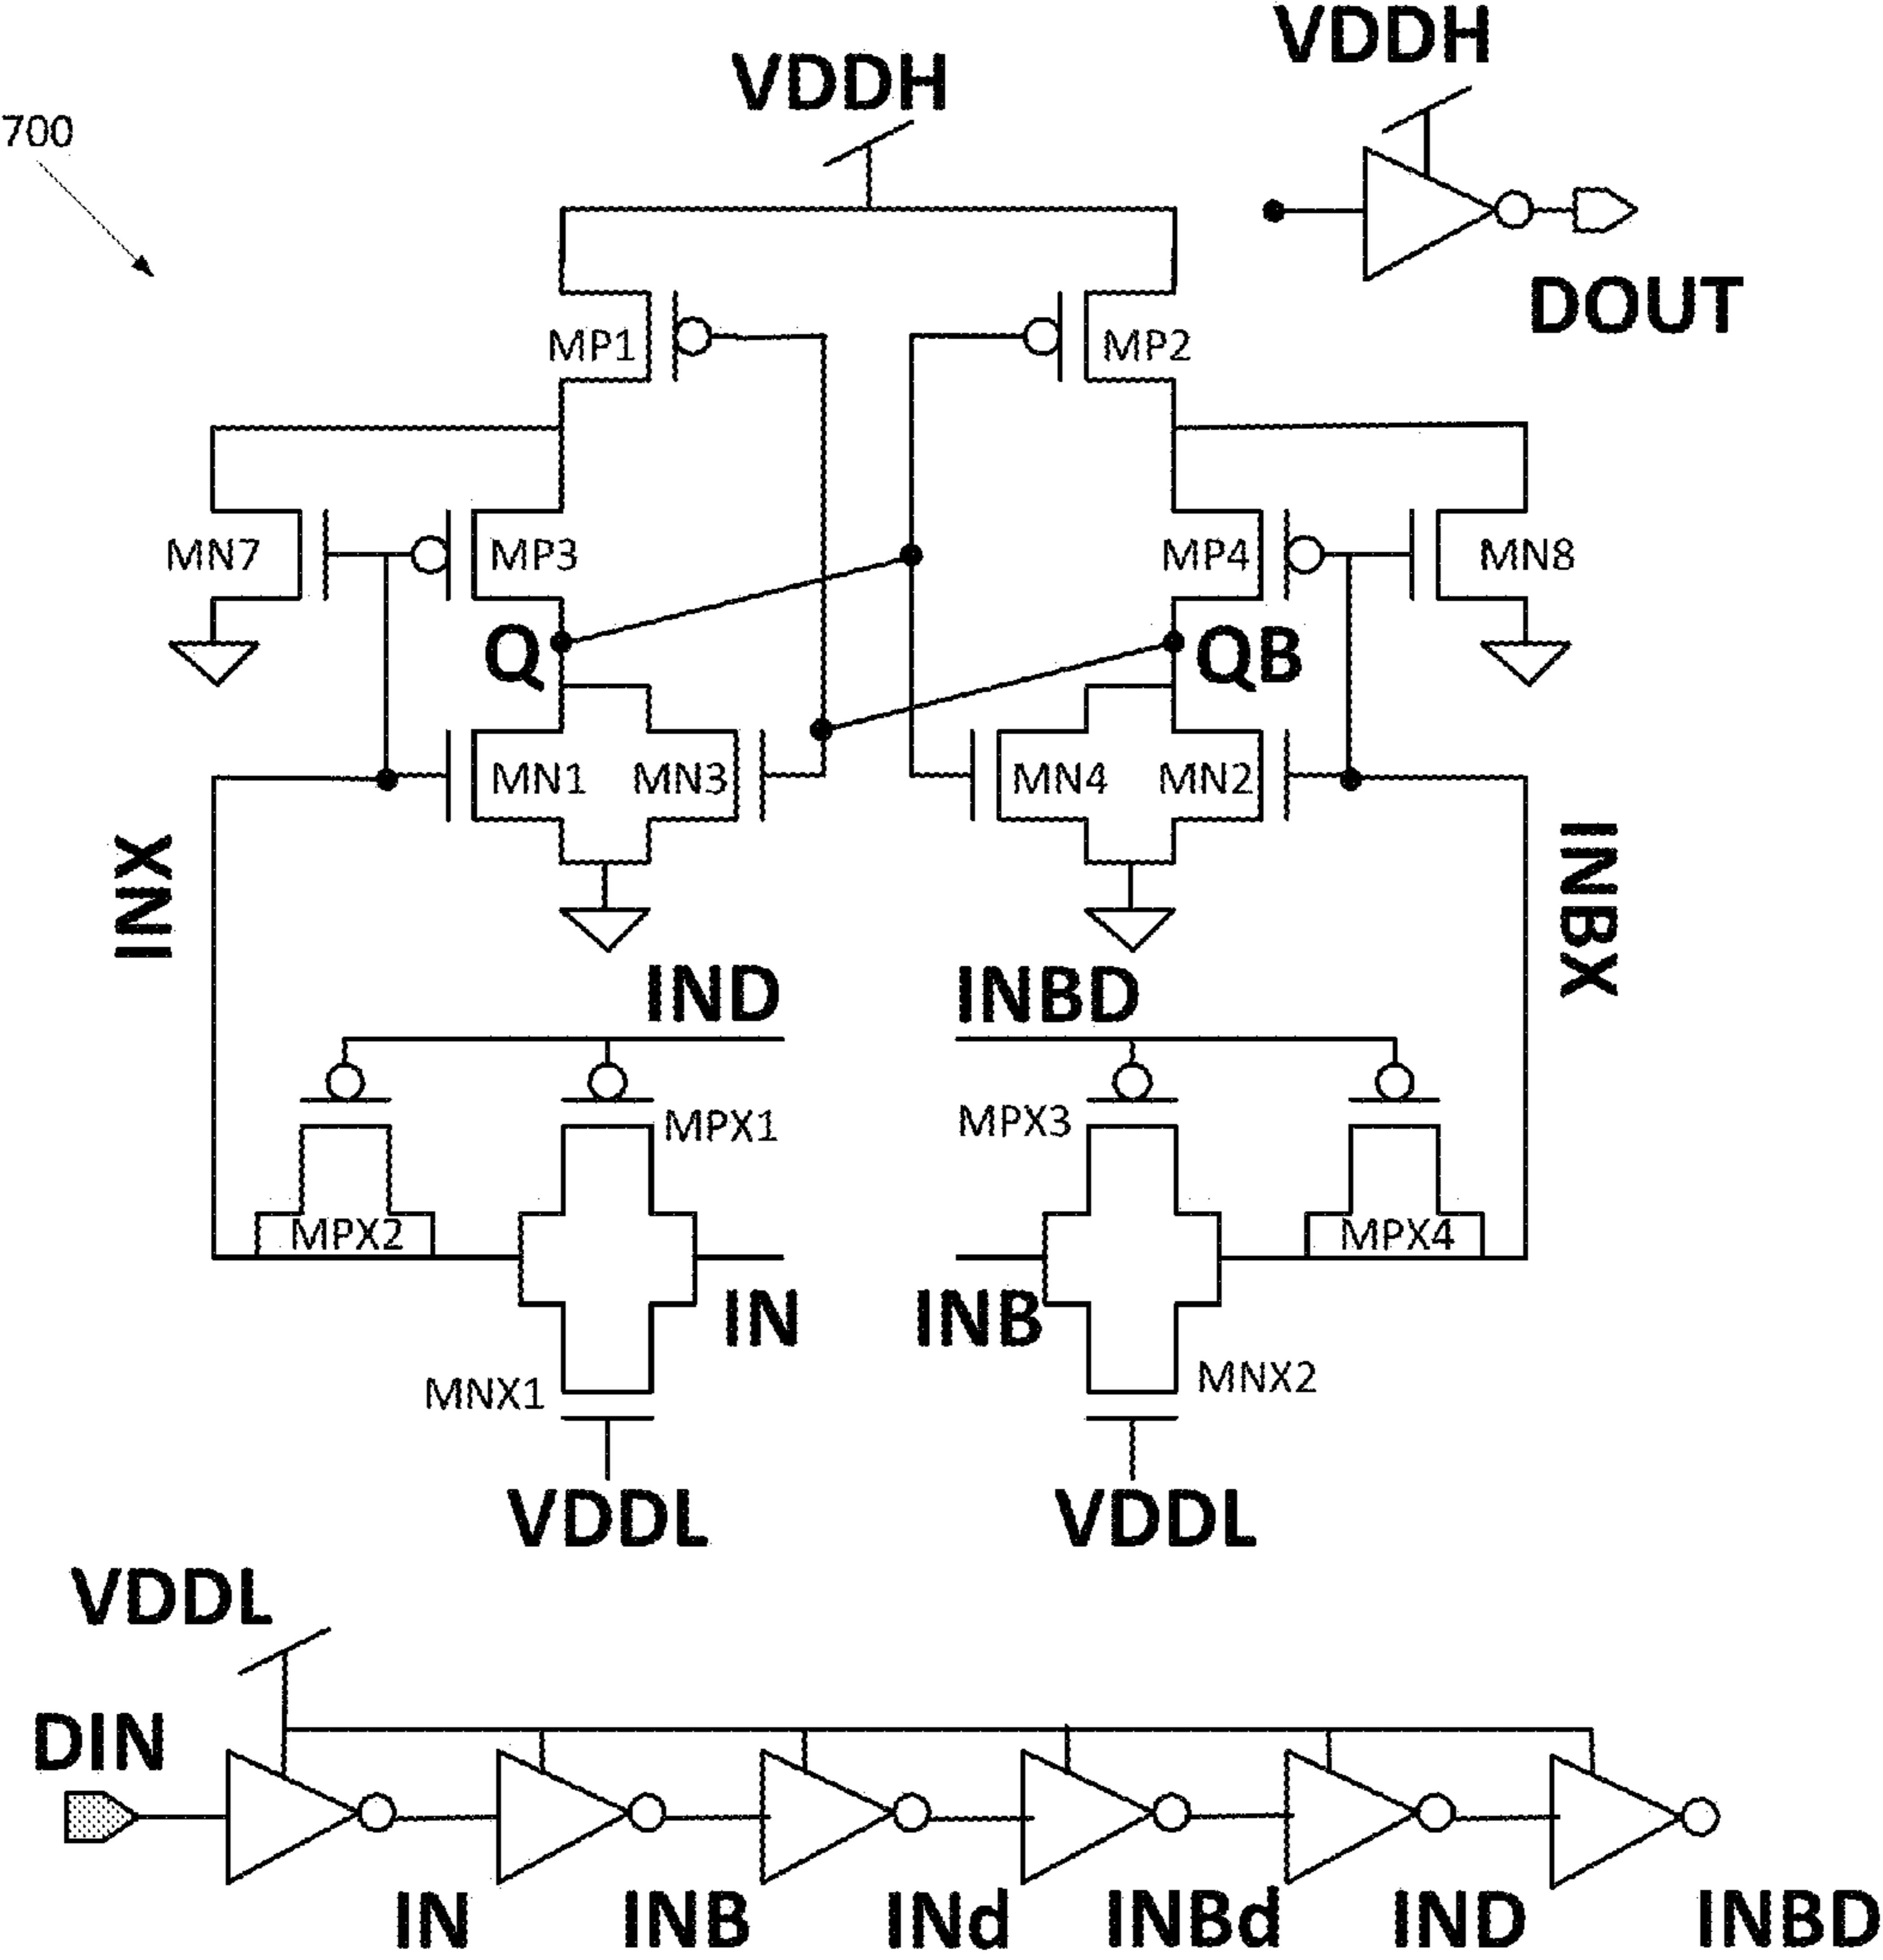 VDDH
VDDH
700
DOUT
MP1
MP2
MN7
MP3
MP4
MN8
Q
QB
MN1
MN3
MN4
MN2
INX
INBX
IND
INBD
MPX1
MPX3
MPX2
MPX4
IN
INB
MNX1
MNX2
VDDL
VDDL
VDDL
DIN
IN
INB
INd
INBd
IND
INBD